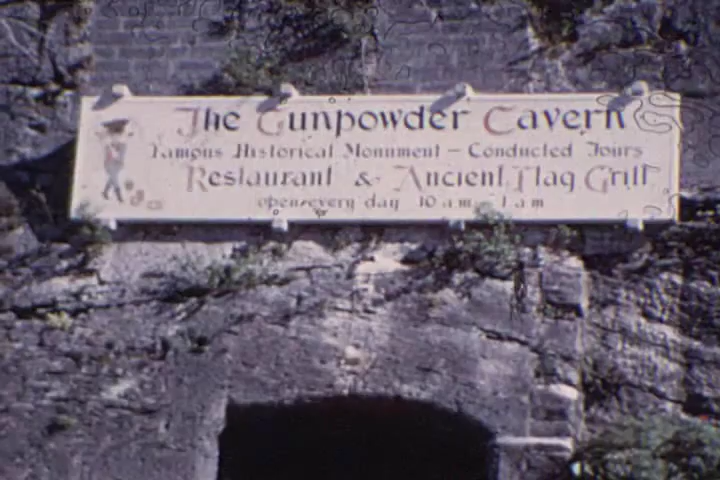 The Gunpowder Cavern
Famous Historical Monument - Conducted Tours
Restaurant & Ancient Flag Grill
open every day 10 am - 1 am